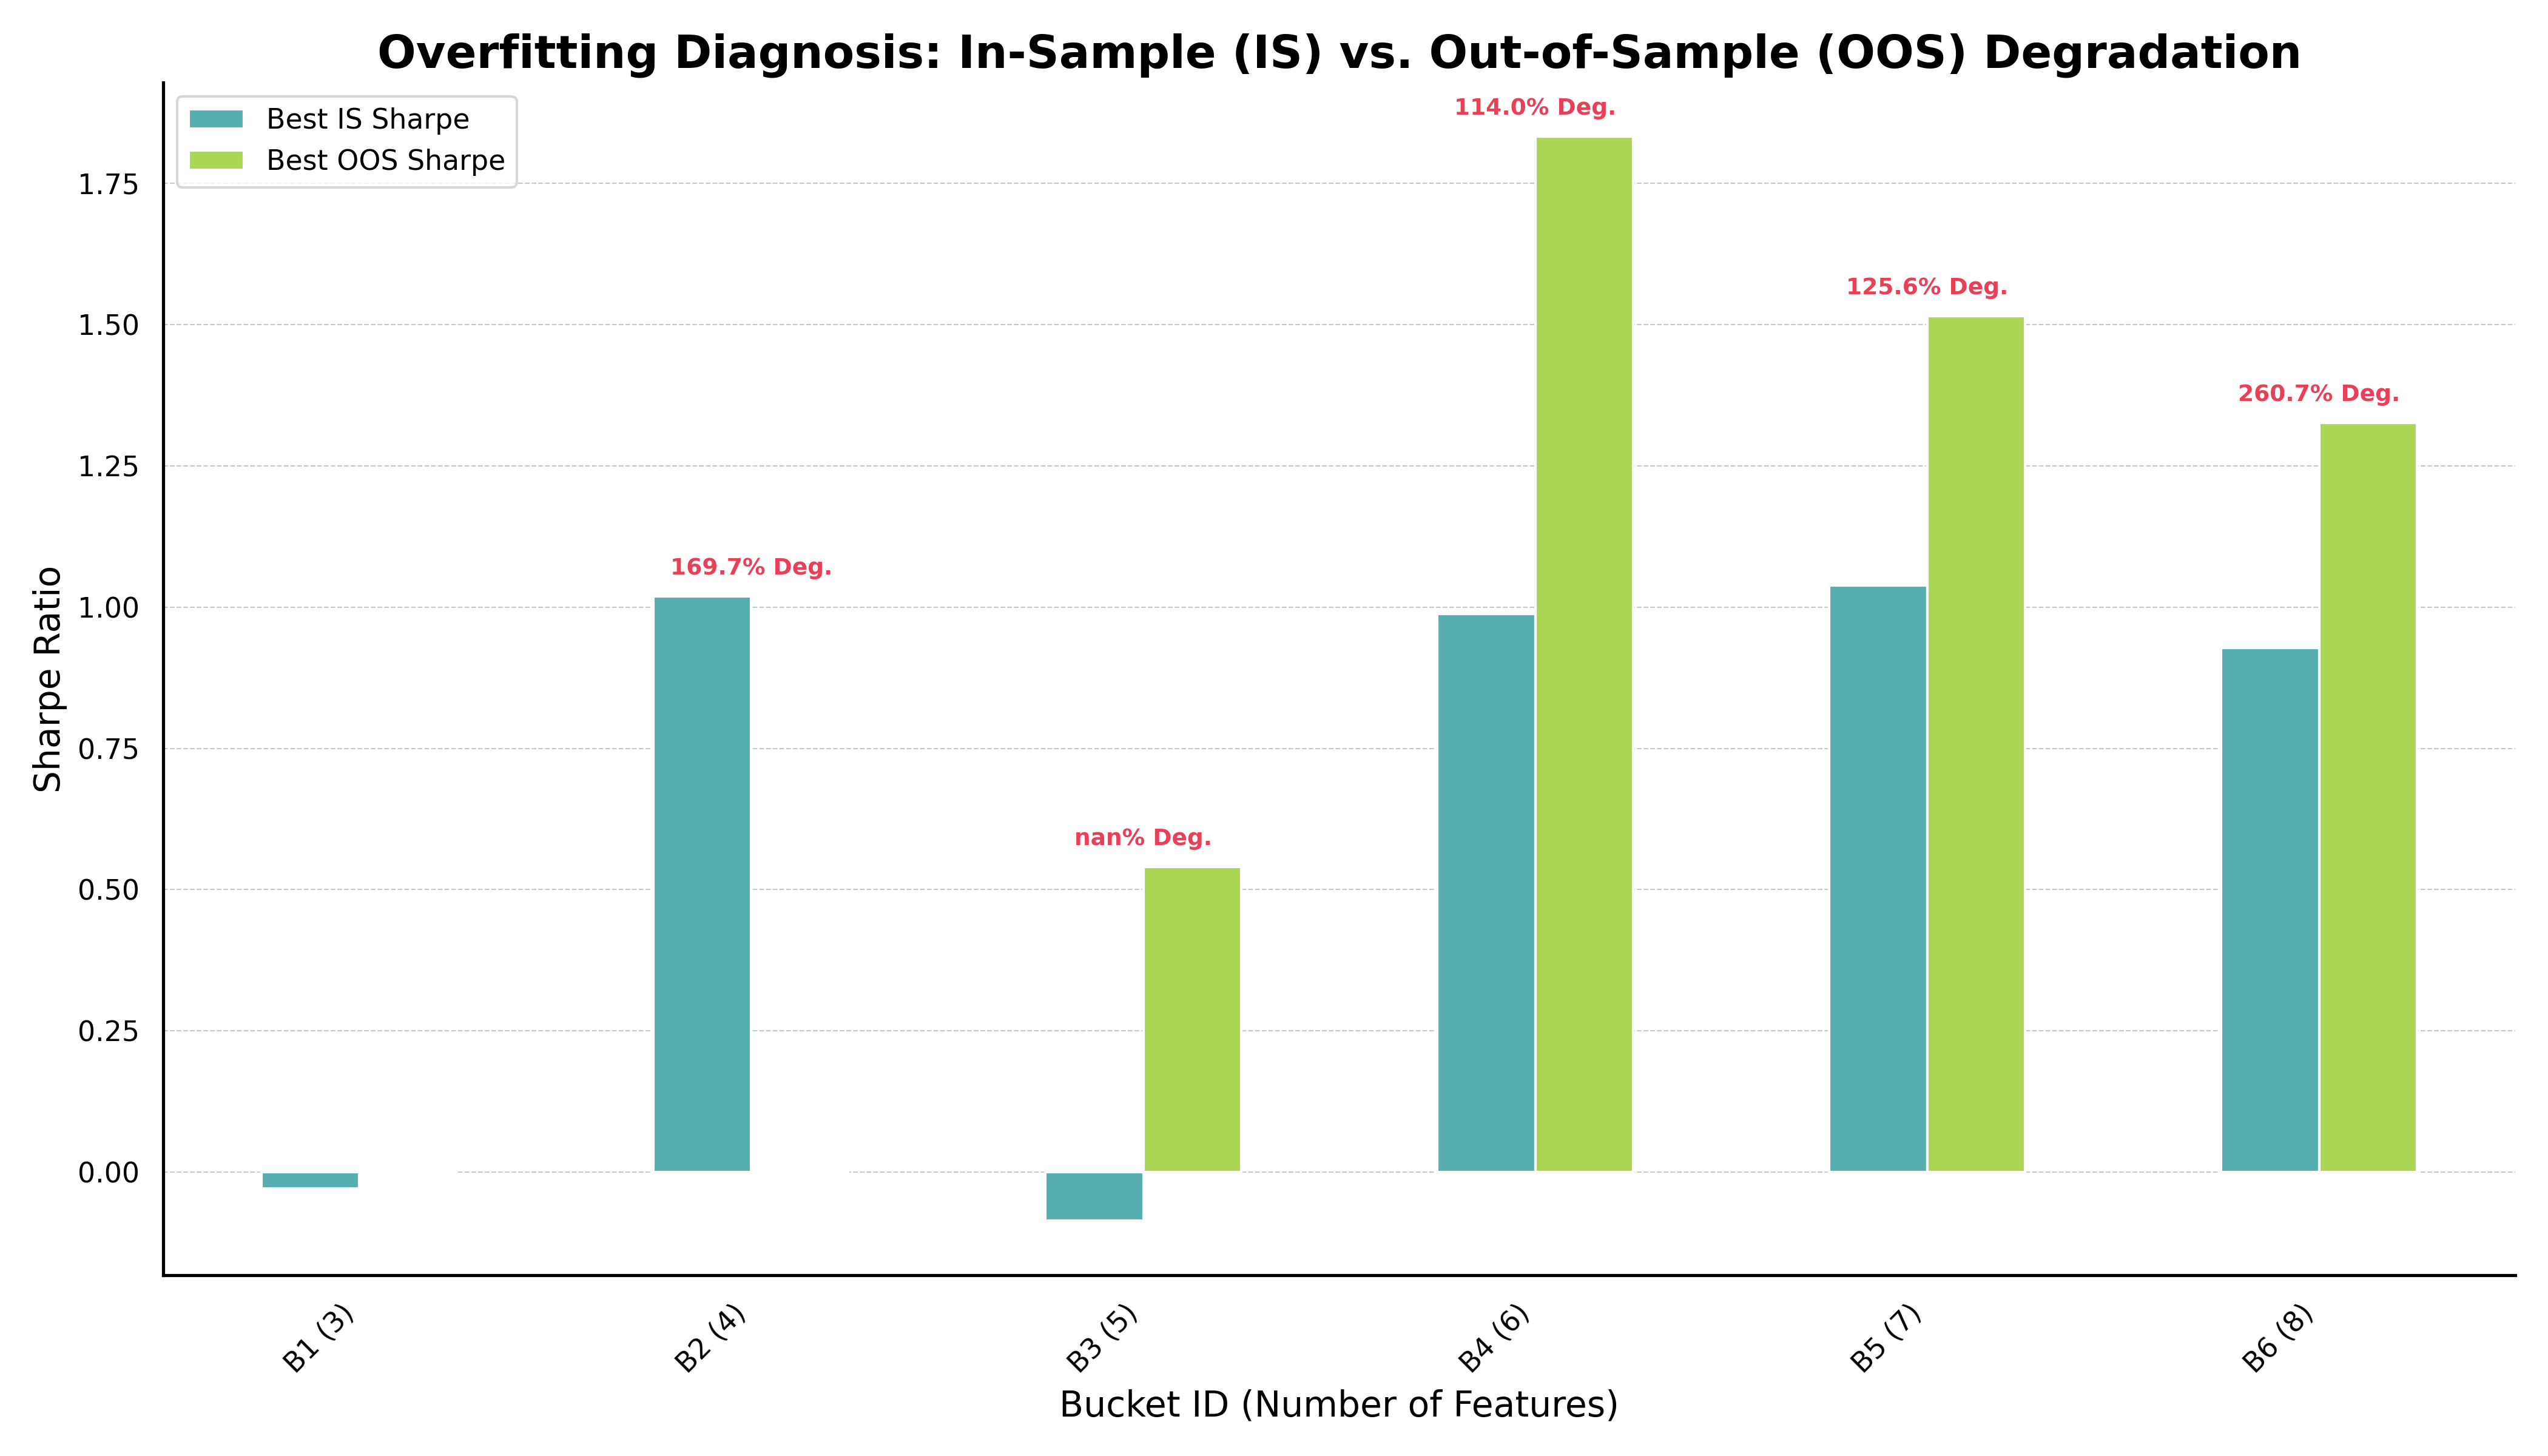 Overfitting Diagnosis: In-Sample (IS) vs. Out-of-Sample (OOS) Degradation
Best IS Sharpe
Best OOS Sharpe
114.0% Deg.
125.6% Deg.
260.7% Deg.
169.7% Deg.
nan% Deg.
Sharpe Ratio
1.75
1.50
1.25
1.00
0.75
0.50
0.25
0.00
B1 (3)
B2 (4)
B3 (5)
B4 (6)
B5 (7)
B6 (8)
Bucket ID (Number of Features)